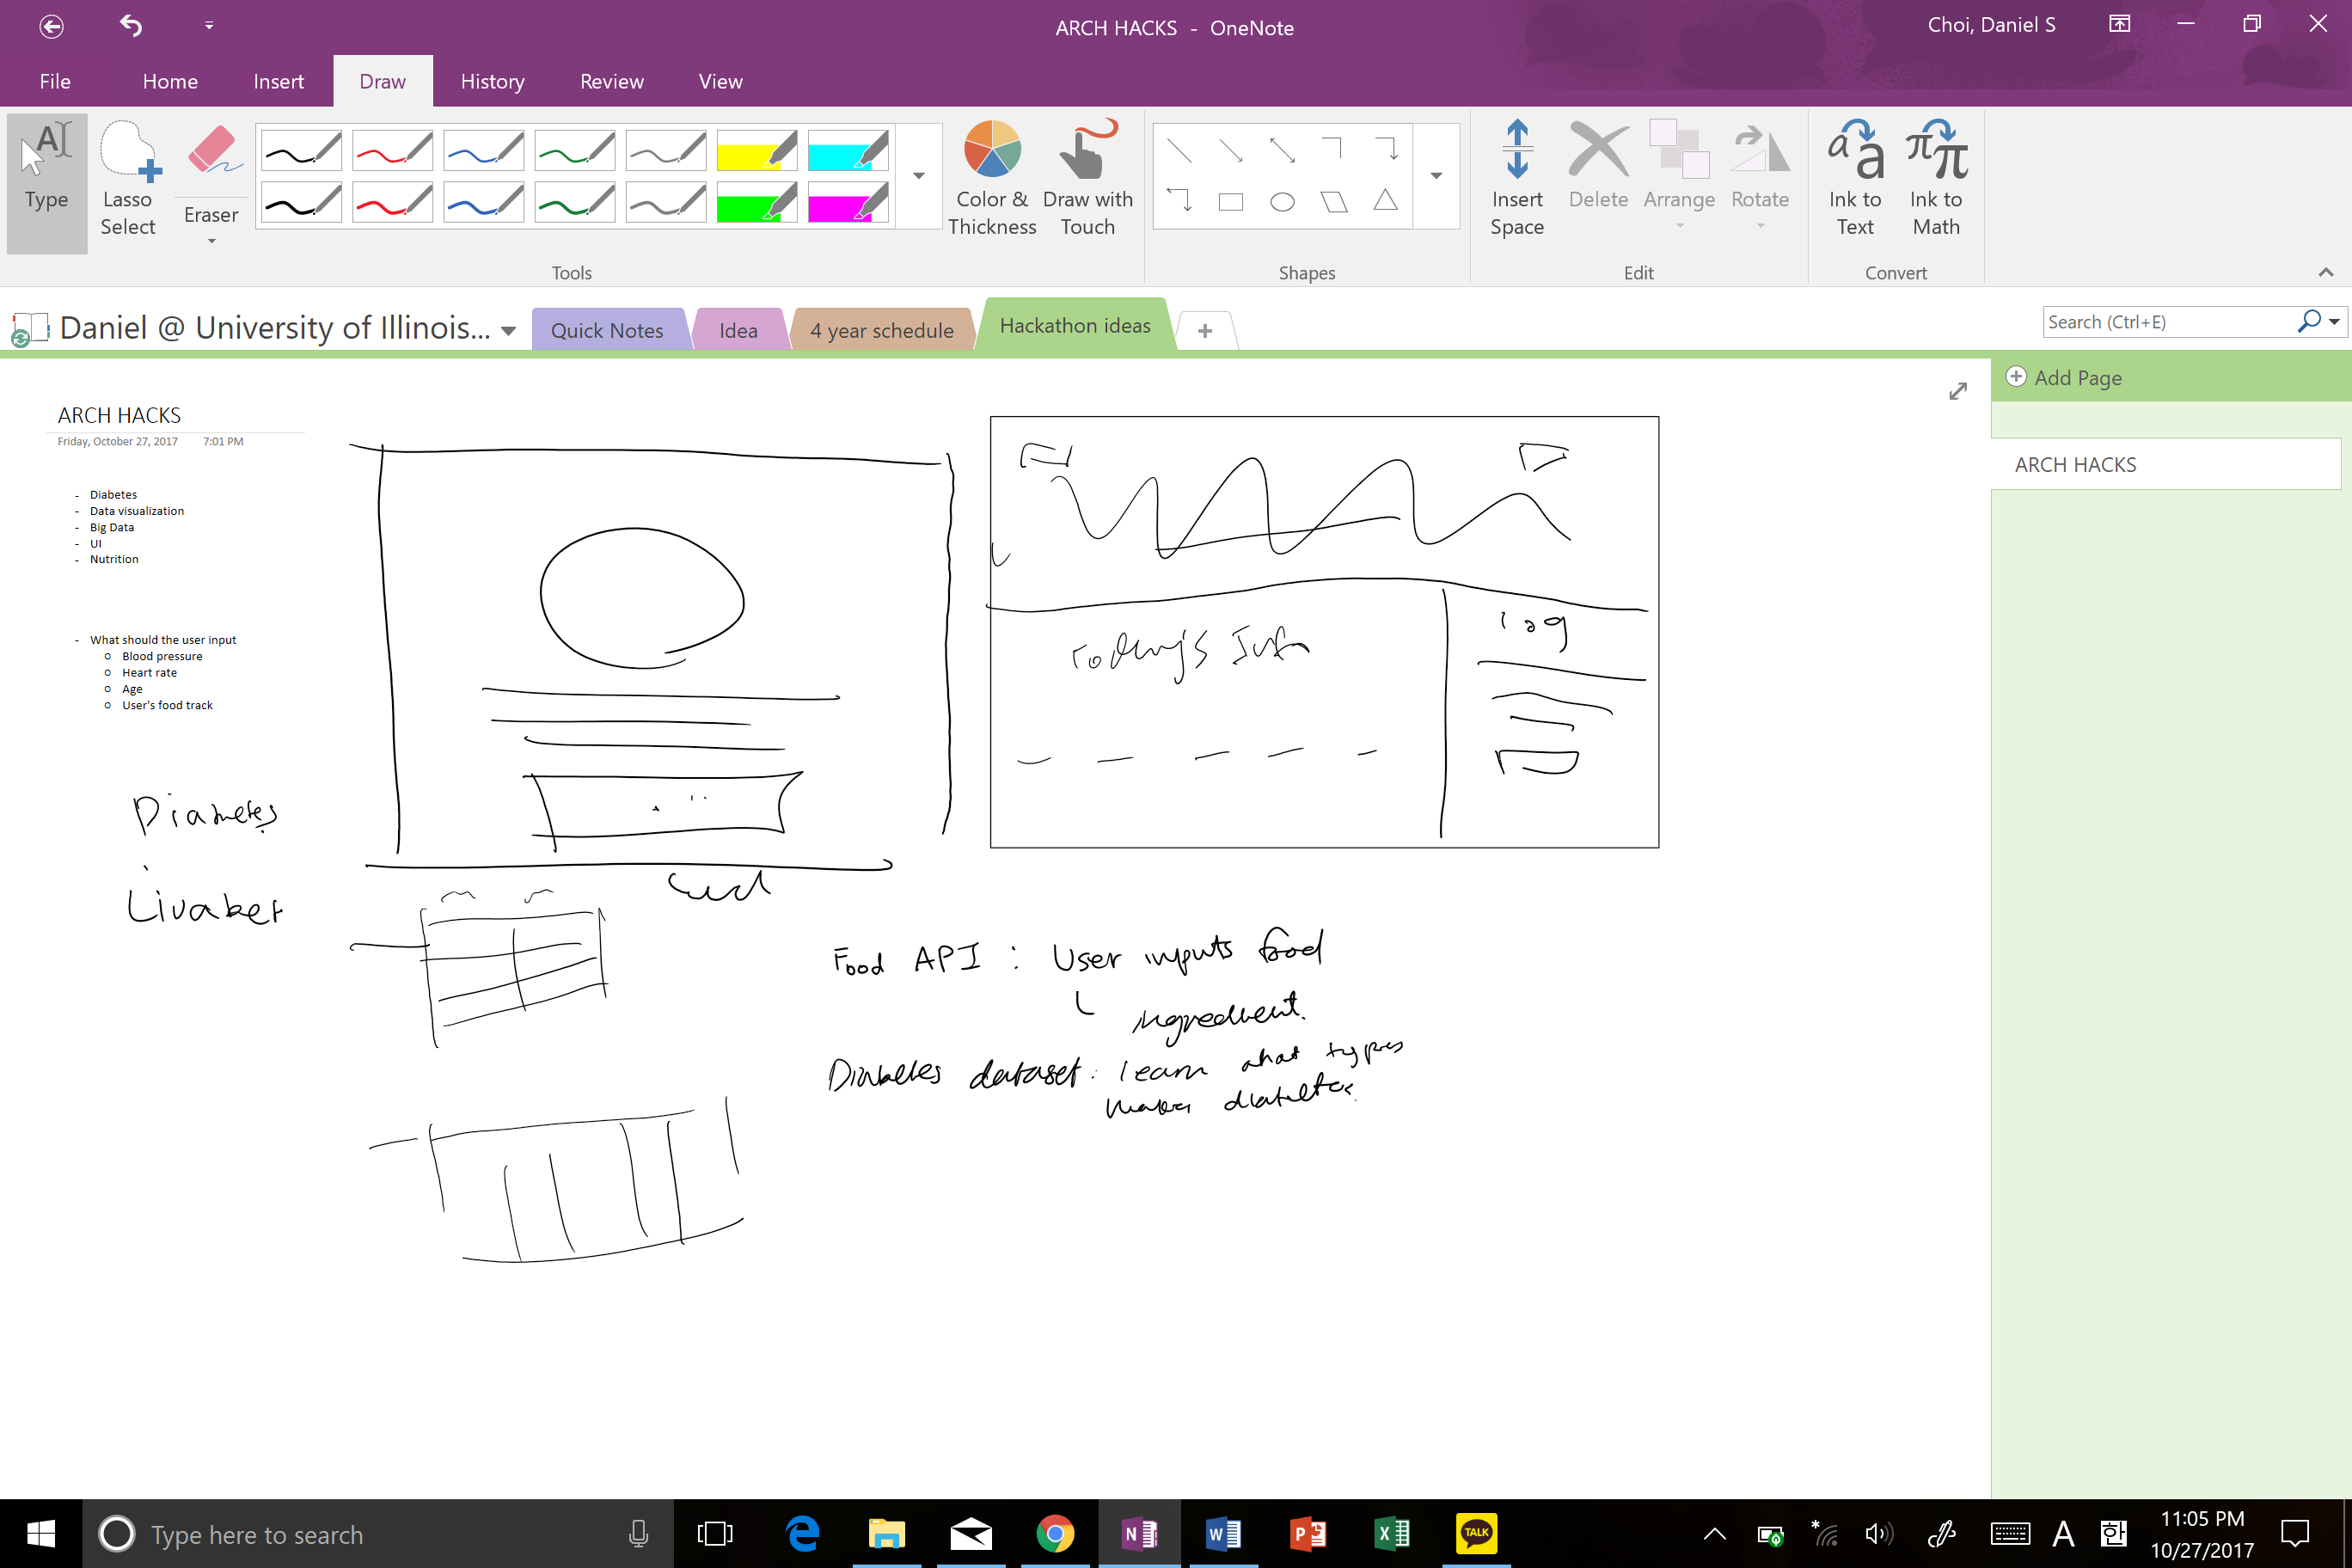 ARCH HACKS - OneNote
Choi, Daniel S
File Home Insert Draw History Review View
Type
Lasso Select
Eraser
Color & Thickness
Draw with Touch
Insert Space
Delete
Arrange
Rotate
Ink to Text
Ink to Math
Tools
Shapes
Edit
Convert
Daniel @ University of Illinois...
Quick Notes
Idea
4 year schedule
Hackathon ideas
Search (Ctrl+E)
Add Page
ARCH HACKS
ARCH HACKS
Friday, October 27, 2017 7:01 PM
- Diabetes
- Data visualization
- Big Data
- UI
- Nutrition
- What should the user input
o Blood pressure
o Heart rate
o Age
o User's food track
Diabetes
Livabet
Today's Info
log
Food API : User inputs food
ingredient.
Diabetes dataset: learn what types
makes diabetes.
Type here to search
N
W
P
X
TALK
A
한
11:05 PM
10/27/2017